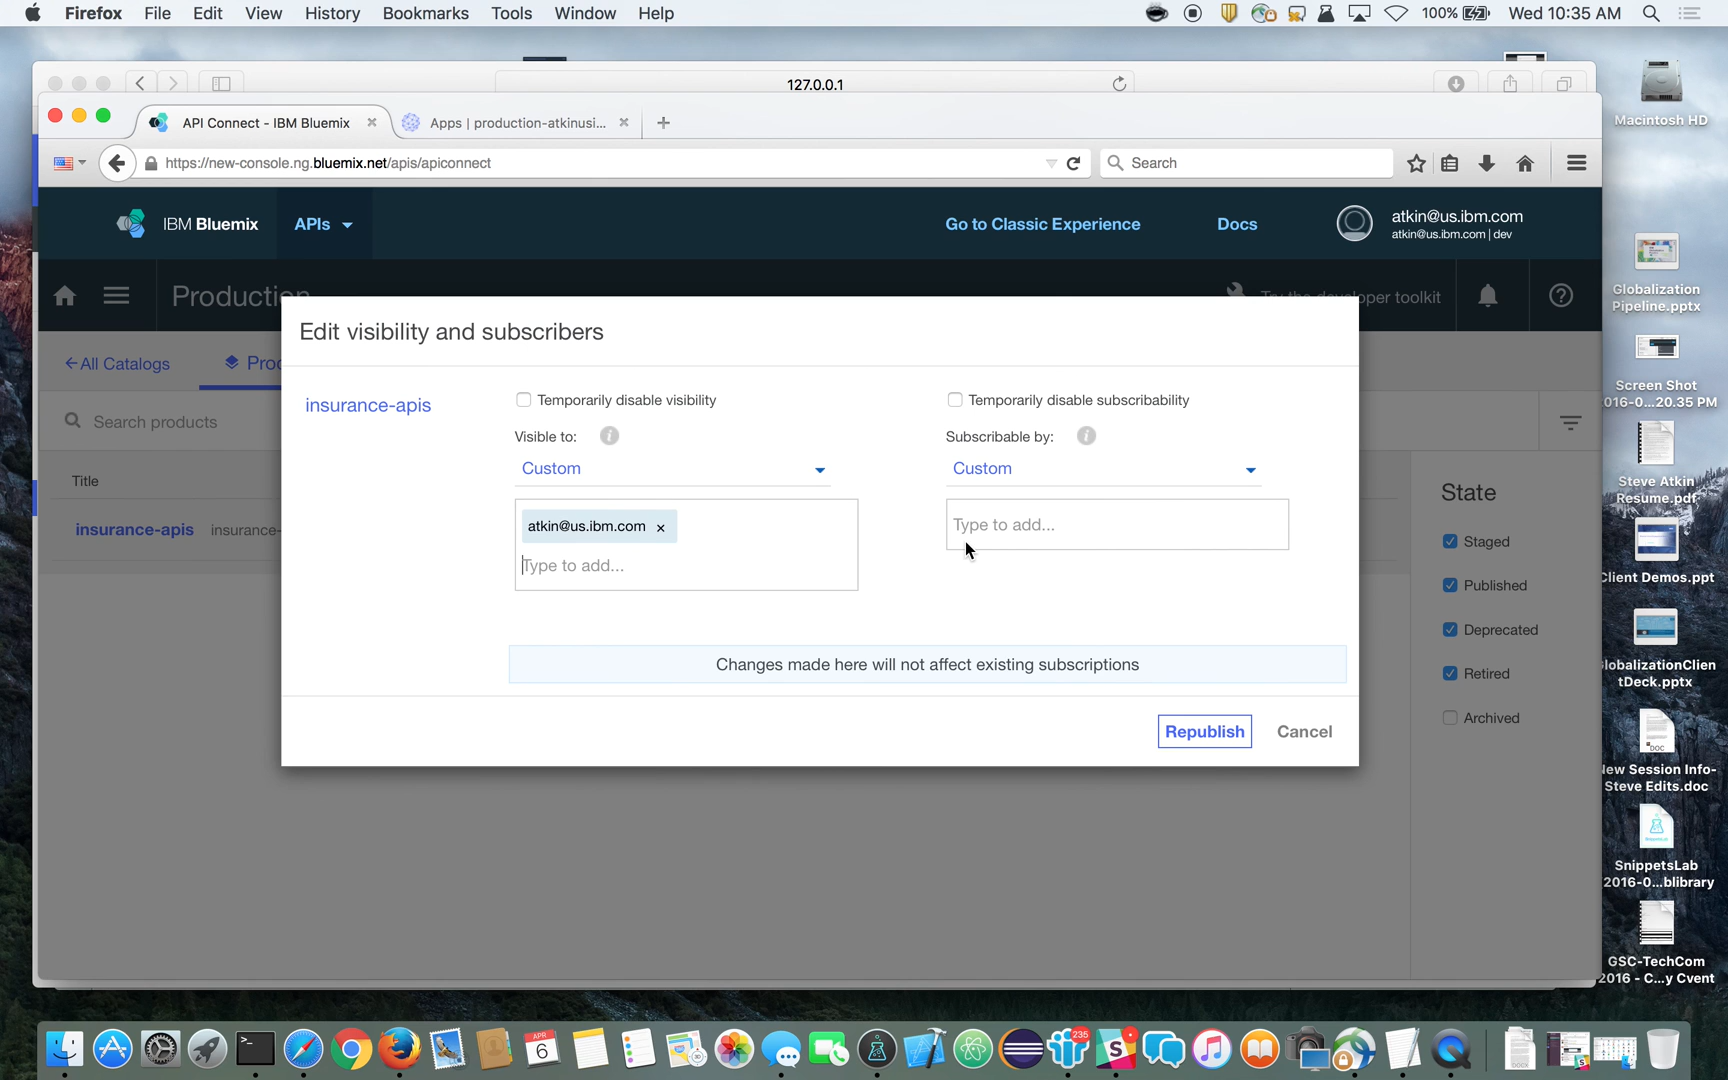 Firefox File Edit View History Bookmarks Tools Window Help 100% Wed 10:35 AM
127.0.0.1
API Connect - IBM Bluemix Apps | production-atkinusi...
https://new-console.ng.bluemix.net/apis/apiconnect Search
IBM Bluemix APIs Go to Classic Experience Docs atkin@us.ibm.com
atkin@us.ibm.com | dev
Production Try the developer toolkit
Edit visibility and subscribers
All Catalogs
insurance-apis Temporarily disable visibility Temporarily disable subscribability
Search products
Visible to: Subscribable by:
Custom Custom
Title
State
atkin@us.ibm.com × Type to add...
insurance-apis insurance-
Type to add...
Staged
Published
Deprecated
Retired
Archived
Changes made here will not affect existing subscriptions
Republish Cancel
Macintosh HD
Globalization
Pipeline.pptx
Screen Shot
016-0...20.35 PM
Steve Atkin
Resume.pdf
Client Demos.ppt
lobalizationClien
tDeck.pptx
DOC
New Session Info-
Steve Edits.doc
SnippetsLab
2016-0...blibrary
GSC-TechCom
2016 - C...y Cvent
APR
6
235